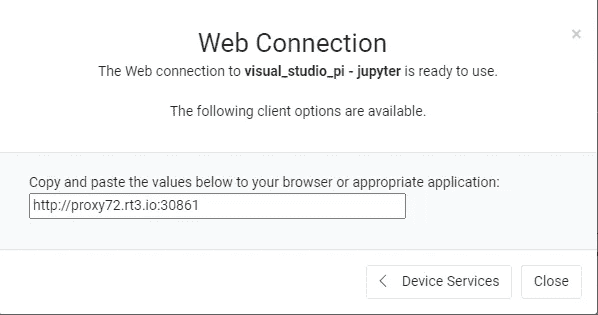 Web Connection
×
The Web connection to visual_studio_pi - jupyter is ready to use.
The following client options are available.
Copy and paste the values below to your browser or appropriate application:
http://proxy72.rt3.io:30861
Device Services
Close